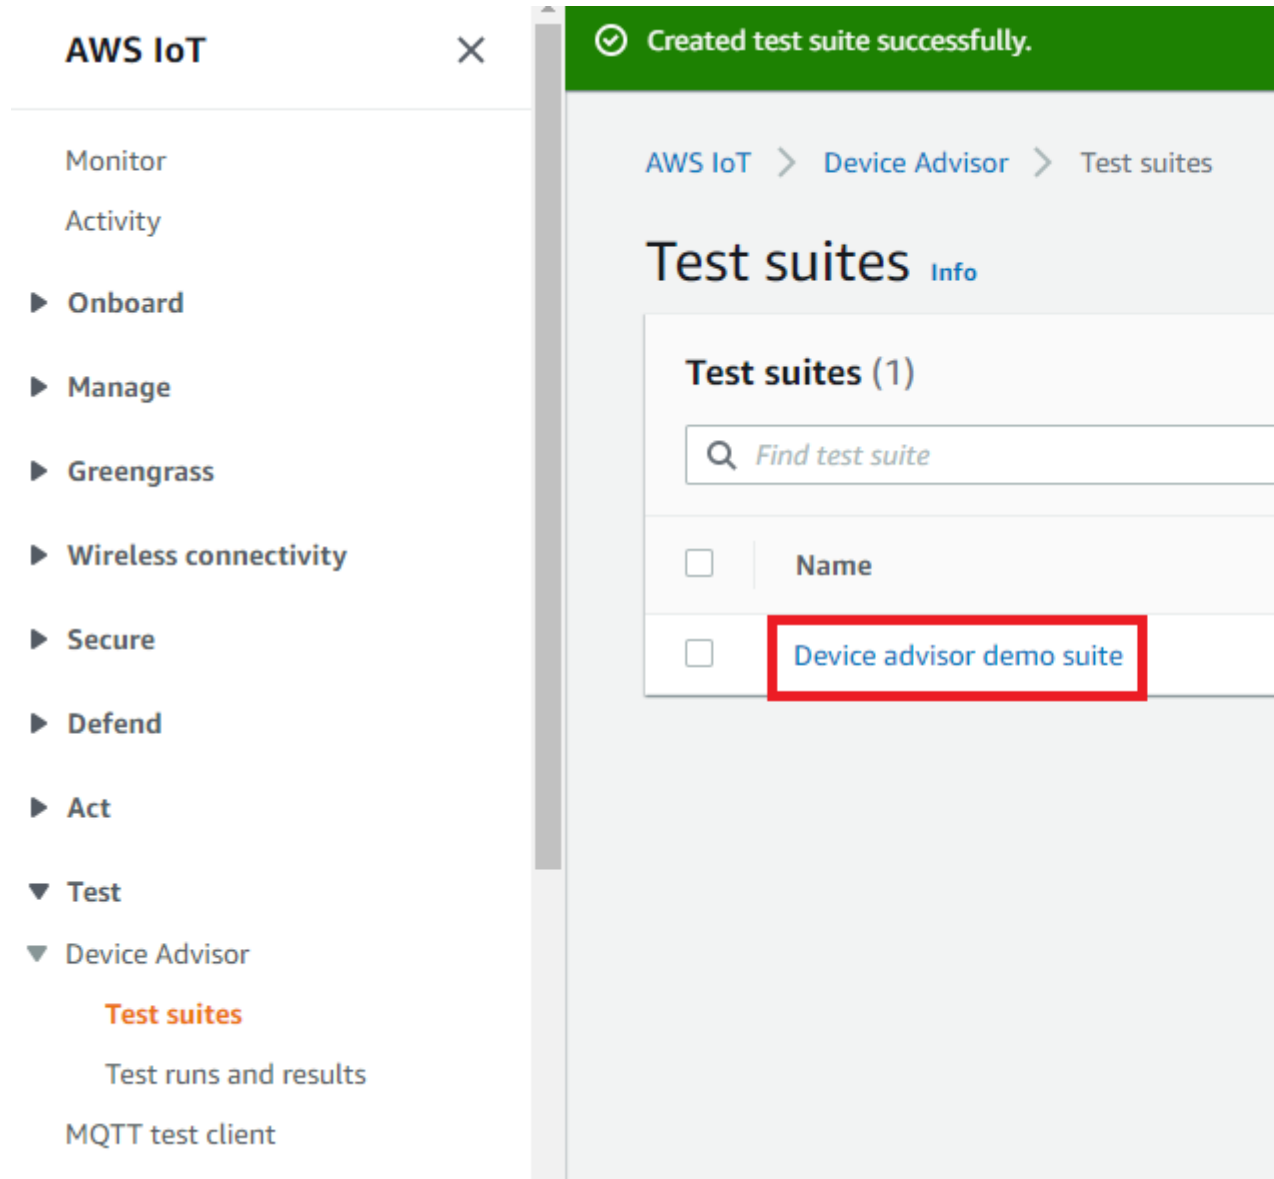 AWS IoT
Monitor
Activity
Onboard
Manage
Greengrass
Wireless connectivity
Secure
Defend
Act
Test
Device Advisor
Test suites
Test runs and results
MQTT test client
Created test suite successfully.
AWS IoT > Device Advisor > Test suites
Test suites Info
Test suites (1)
Find test suite
Name
Device advisor demo suite